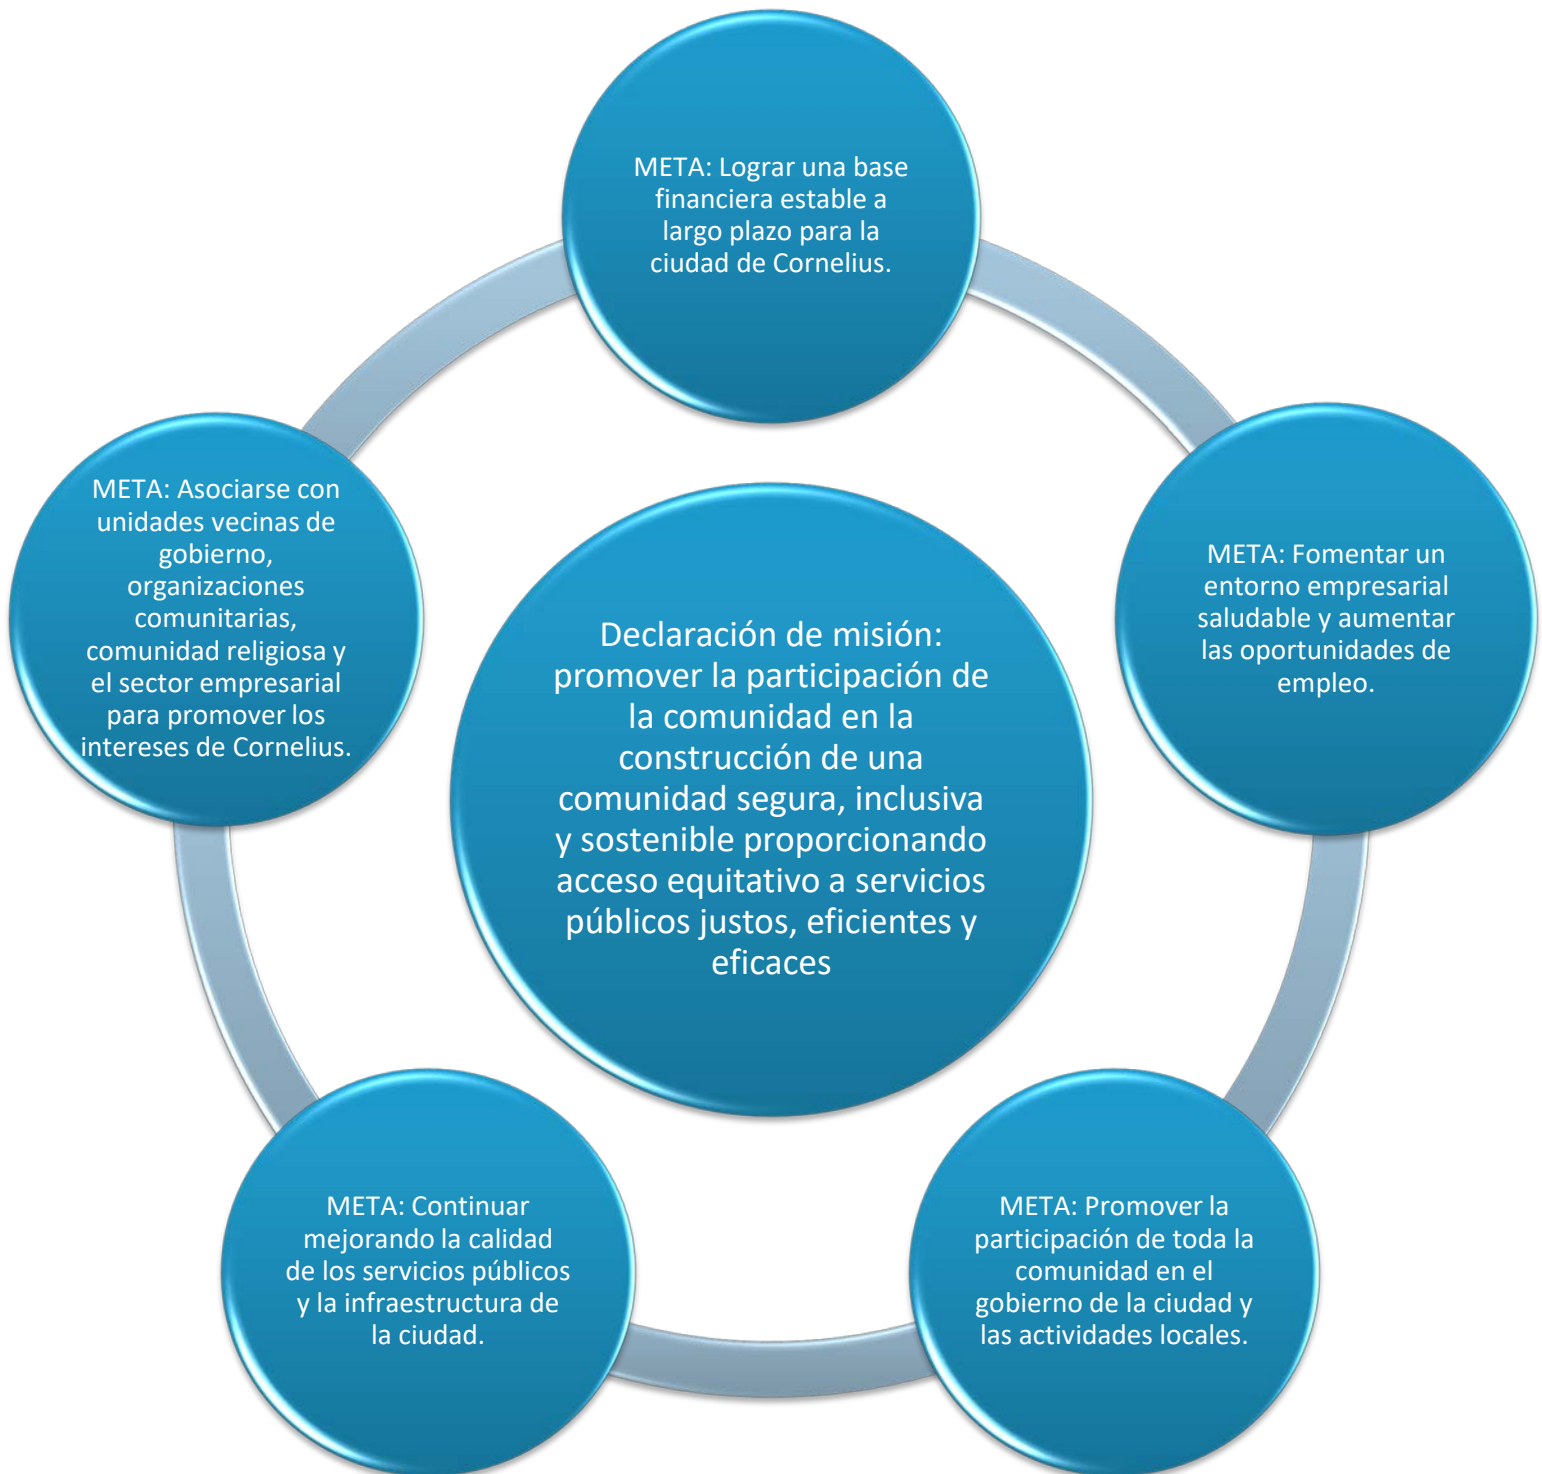 META: Lograr una base
financiera estable a
largo plazo para la
ciudad de Cornelius.
META: Fomentar un
entorno empresarial
saludable y aumentar
las oportunidades de
empleo.
META: Promover la
participación de toda la
comunidad en el
gobierno de la ciudad y
las actividades locales.
META: Continuar
mejorando la calidad
de los servicios públicos
y la infraestructura de
la ciudad.
META: Asociarse con
unidades vecinas de
gobierno,
organizaciones
comunitarias,
comunidad religiosa y
el sector empresarial
para promover los
intereses de Cornelius.
Declaración de misión:
promover la participación de
la comunidad en la
construcción de una
comunidad segura, inclusiva
y sostenible proporcionando
acceso equitativo a servicios
públicos justos, eficientes y
eficaces